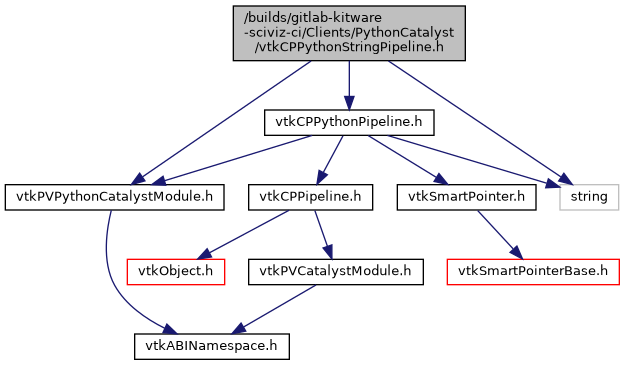 /builds/gitlab-kitware
-sciviz-ci/Clients/PythonCatalyst
/vtkCPPythonStringPipeline.h
vtkCPPythonPipeline.h
vtkPVPythonCatalystModule.h
vtkCPPipeline.h
vtkSmartPointer.h
string
vtkObject.h
vtkPVCatalystModule.h
vtkSmartPointerBase.h
vtkABINamespace.h